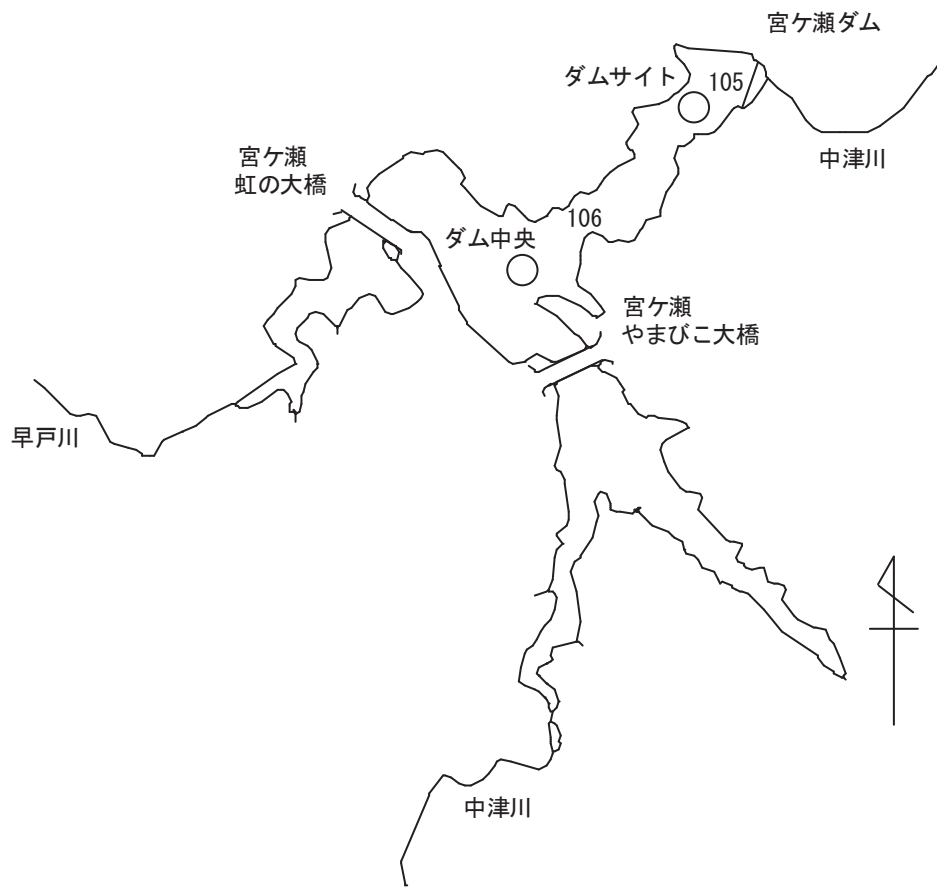 宮ケ瀬ダム
ダムサイト
105
中津川
宮ケ瀬
虹の大橋
106
ダム中央
宮ケ瀬
やまびこ大橋
早戸川
中津川